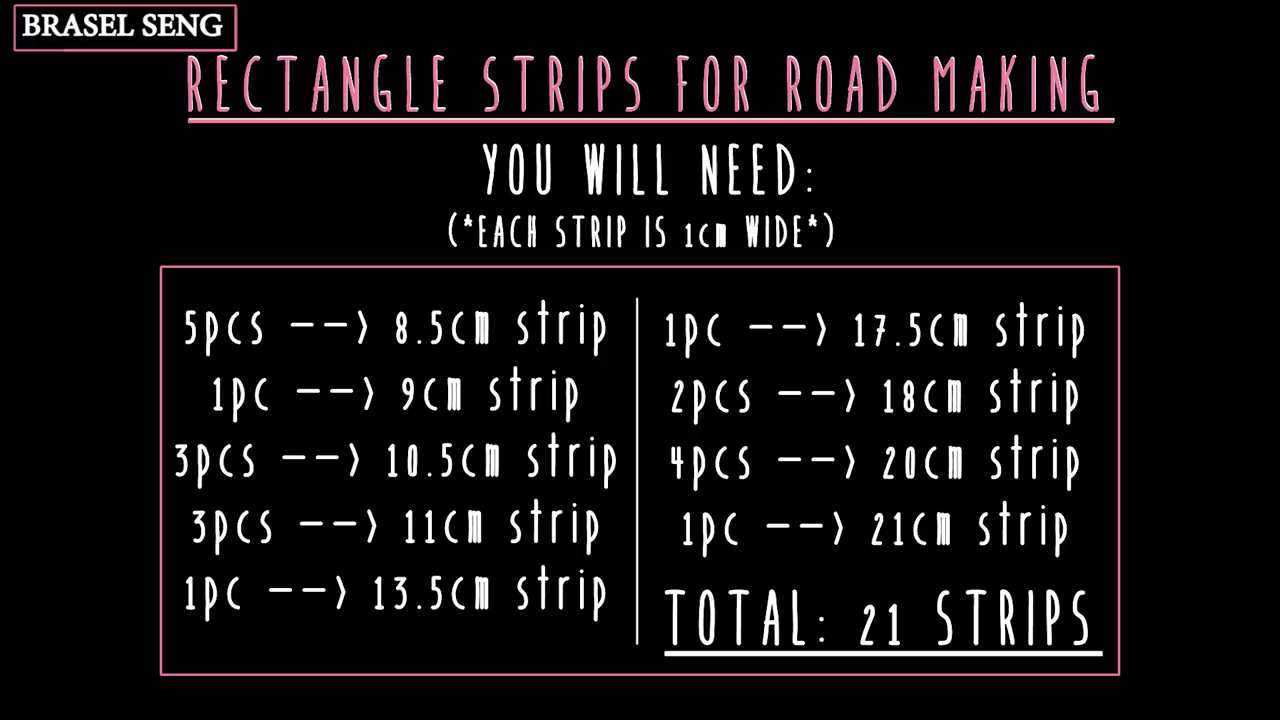 BRASEL SENG
RECTANGLE STRIPS FOR ROAD MAKING
YOU WILL NEED:
(*EACH STRIP IS 1cm WIDE*)
5pcs --> 8.5cm strip
1pc --> 9cm strip
3pcs --> 10.5cm strip
3pcs --> 11cm strip
1pc --> 13.5cm strip
1pc --> 17.5cm strip
2pcs --> 18cm strip
4pcs --> 20cm strip
1pc --> 21cm strip
TOTAL: 21 STRIPS